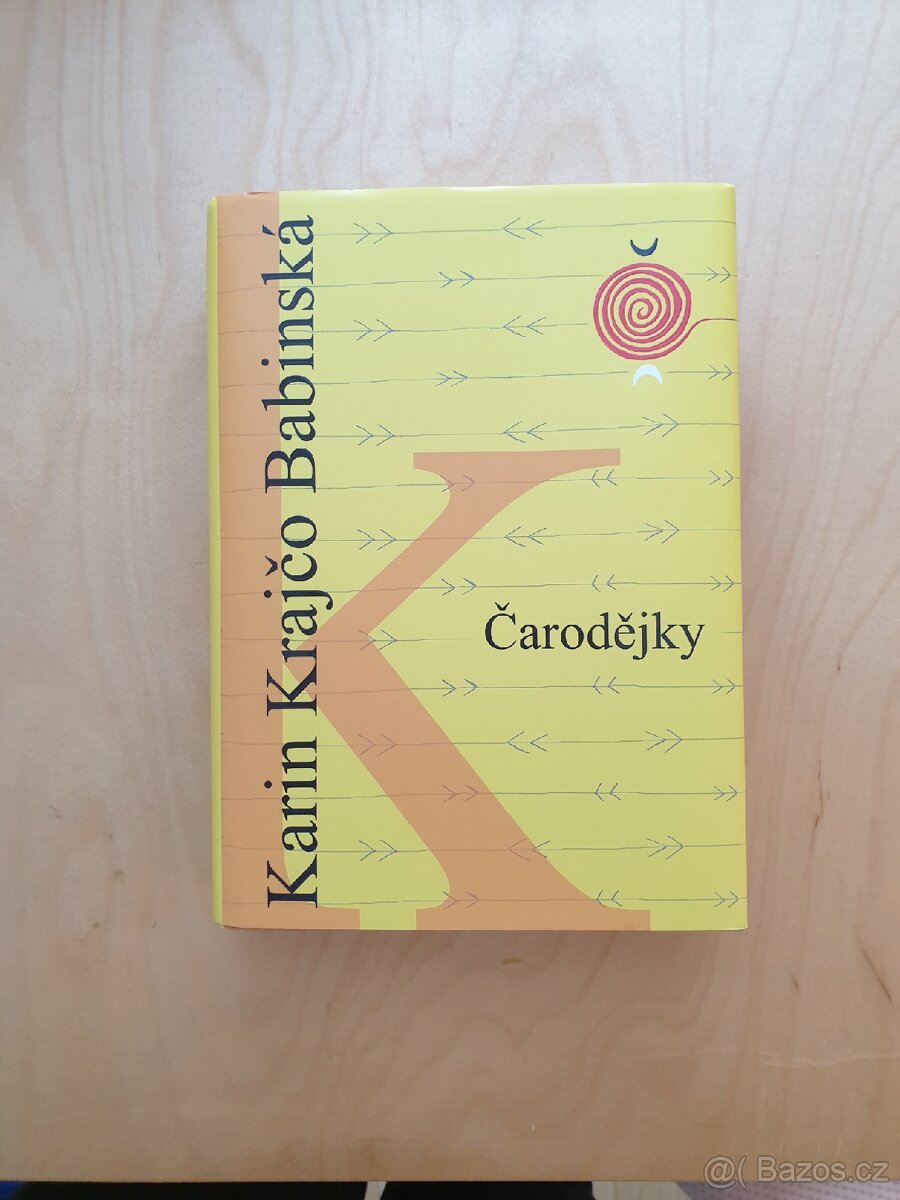 Karin Krajčo Babinská
K
Čarodějky
@( Bazos.cz